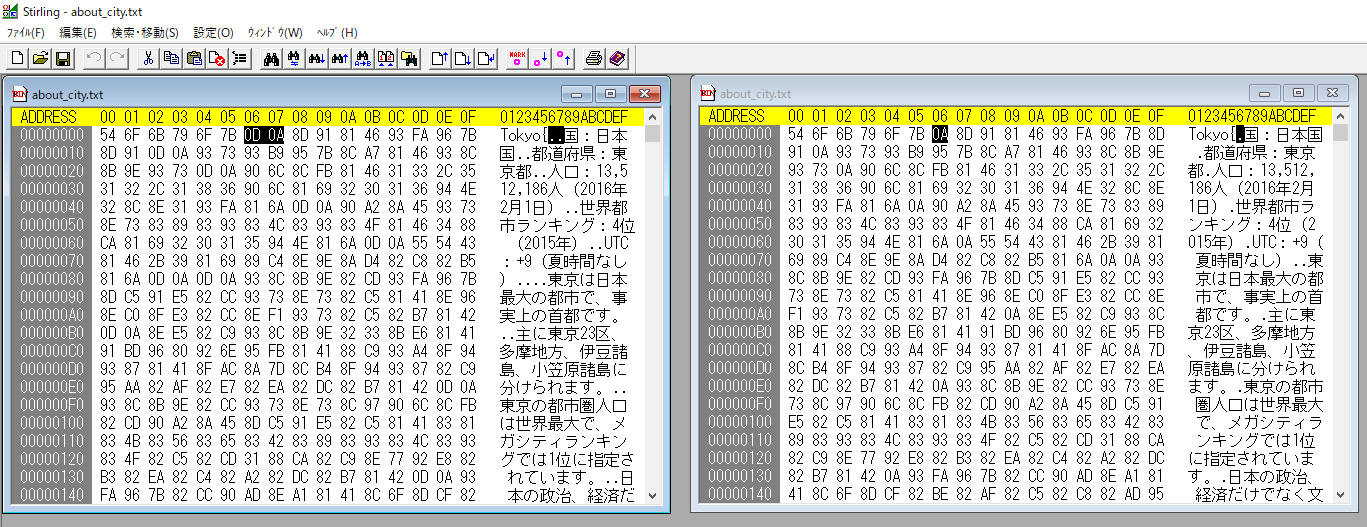 Stirling - about_city.txt
ﾌｧｲﾙ(F) 編集(E) 検索・移動(S) 設定(O) ｳｨﾝﾄﾞｳ(W) ﾍﾙﾌﾟ(H)
about_city.txt
ADDRESS 00 01 02 03 04 05 06 07 08 09 0A 0B 0C 0D 0E 0F 0123456789ABCDEF
00000000 54 6F 6B 79 6F 7B 0D 0A 8D 91 81 46 93 FA 96 7B Tokyo{..国：日本
00000010 8D 91 0D 0A 93 73 93 B9 95 7B 8C A7 81 46 93 8C 国..都道府県：東
00000020 8B 9E 93 73 0D 0A 90 6C 8C FB 81 46 31 33 2C 35 京都..人口：13,5
00000030 31 32 2C 31 38 36 90 6C 81 69 32 30 31 36 94 4E 12,186人（2016年
00000040 32 8C 8E 31 93 FA 81 6A 0D 0A 90 A2 8A 45 93 73 2月1日）..世界都
00000050 8E 73 83 89 83 93 83 4C 83 93 83 4F 81 46 34 88 市ランキング：4位
00000060 CA 81 69 32 30 31 35 94 4E 81 6A 0D 0A 55 54 43 （2015年）..UTC
00000070 81 46 2B 39 81 69 89 C4 8E 9E 8A D4 82 C8 82 B5 ：+9（夏時間なし
00000080 81 6A 0D 0A 0D 0A 93 8C 8B 9E 82 CD 93 FA 96 7B ）....東京は日本
00000090 8D C5 91 E5 82 CC 93 73 8E 73 82 C5 81 41 8E 96 最大の都市で、事
000000A0 8E C0 8F E3 82 CC 8E F1 93 73 82 C5 82 B7 81 42 実上の首都です。
000000B0 0D 0A 8E E5 82 C9 93 8C 8B 9E 32 33 8B E6 81 41 ..主に東京23区、
000000C0 91 BD 96 80 92 6E 95 FB 81 41 88 C9 93 A4 8F 94 多摩地方、伊豆諸
000000D0 93 87 81 41 8F AC 8A 7D 8C B4 8F 94 93 87 82 C9 島、小笠原諸島に
000000E0 95 AA 82 AF 82 E7 82 EA 82 DC 82 B7 81 42 0D 0A 分けられます。..
000000F0 93 8C 8B 9E 82 CC 93 73 8E 73 8C 97 90 6C 8C FB 東京の都市圏人口
00000100 82 CD 90 A2 8A 45 8D C5 91 E5 82 C5 81 41 83 81 は世界最大で、メ
00000110 83 4B 83 56 83 65 83 42 83 89 83 93 83 4C 83 93 ガシティランキン
00000120 83 4F 82 C5 82 CD 31 88 CA 82 C9 8E 77 92 E8 82 グでは1位に指定さ
00000130 B3 82 EA 82 C4 82 A2 82 DC 82 B7 81 42 0D 0A 93 れています。..日
00000140 FA 96 7B 82 CC 90 AD 8E A1 81 41 8C 6F 8D CF 82 本の政治、経済だ
about_city.txt
ADDRESS 00 01 02 03 04 05 06 07 08 09 0A 0B 0C 0D 0E 0F 0123456789ABCDEF
00000000 54 6F 6B 79 6F 7B 0A 8D 91 81 46 93 FA 96 7B 8D Tokyo{.国：日本国
00000010 91 0A 93 73 93 B9 95 7B 8C A7 81 46 93 8C 8B 9E .都道府県：東京
00000020 93 73 0A 90 6C 8C FB 81 46 31 33 2C 35 31 32 2C 都.人口：13,512,
00000030 31 38 36 90 6C 81 69 32 30 31 36 94 4E 32 8C 8E 186人（2016年2月
00000040 31 93 FA 81 6A 0A 90 A2 8A 45 93 73 8E 73 83 89 1日）.世界都市ラ
00000050 83 93 83 4C 83 93 83 4F 81 46 34 88 CA 81 69 32 ンキング：4位（2
00000060 30 31 35 94 4E 81 6A 0A 55 54 43 81 46 2B 39 81 015年）.UTC：+9（
00000070 69 89 C4 8E 9E 8A D4 82 C8 82 B5 81 6A 0A 0A 93 夏時間なし）..東
00000080 8C 8B 9E 82 CD 93 FA 96 7B 8D C5 91 E5 82 CC 93 京は日本最大の都
00000090 73 8E 73 82 C5 81 41 8E 96 8E C0 8F E3 82 CC 8E 市で、事実上の首
000000A0 F1 93 73 82 C5 82 B7 81 42 0A 8E E5 82 C9 93 8C 都です。.主に東
000000B0 8B 9E 32 33 8B E6 81 41 91 BD 96 80 92 6E 95 FB 京23区、多摩地方
000000C0 81 41 88 C9 93 A4 8F 94 93 87 81 41 8F AC 8A 7D 、伊豆諸島、小笠
000000D0 8C B4 8F 94 93 87 82 C9 95 AA 82 AF 82 E7 82 EA 原諸島に分けられ
000000E0 82 DC 82 B7 81 42 0A 93 8C 8B 9E 82 CC 93 73 8E ます。.東京の都市
000000F0 73 8C 97 90 6C 8C FB 82 CD 90 A2 8A 45 8D C5 91 圏人口は世界最大
00000100 E5 82 C5 81 41 83 81 83 4B 83 56 83 65 83 42 83 で、メガシティラ
00000110 89 83 93 83 4C 83 93 83 4F 82 C5 82 CD 31 88 CA ンキングでは1位
00000120 82 C9 8E 77 92 E8 82 B3 82 EA 82 C4 82 A2 82 DC に指定されていま
00000130 82 B7 81 42 0A 93 FA 96 7B 82 CC 90 AD 8E A1 81 す。.日本の政治、
00000140 41 8C 6F 8D CF 82 BE 82 AF 82 C5 82 C8 82 AD 95 経済だけでなく文